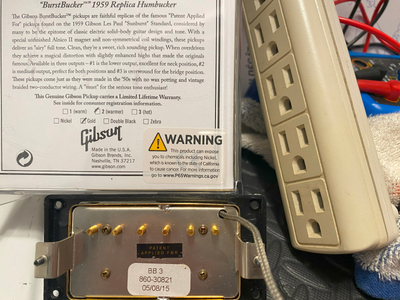 "BurstBucker"™ 1959 Replica Humbucker
The Gibson BurstBucker™ pickups are faithful replicas of the famous "Patent Applied
For" pickups found on the 1959 Gibson Les Paul "Sunburst" Standard, considered by
many to be the epitome of classic electric solid-body guitar design and tone. With a
special unpolished Alnico II magnet and non-symmetrical coil windings, these pickups
deliver an "airy" full tone. Clean, they're a sweet, rich sounding pickup. When overdriven
they achieve a magical distortion with slightly enhanced highs that made the originals
famous. Available in three outputs – #1 is the lower output, excellent for neck position, #2
is medium output, perfect for both positions and #3 is overwound for the bridge position.
These pickups come just as they were made in the '50s with no wax potting and vintage
braided two-conductor wiring. A "must" for the serious tone enthusiast!
This Genuine Gibson Pickup carries a Limited Lifetime Warranty.
See inside for consumer registration information.
1 (warm) 2 (warmer) 3 (hot)
Nickel Gold Double Black Zebra
Gibson
Made in the U.S.A.
Gibson Brands, Inc.
Nashville, TN 37217
www.gibson.com
WARNING
This product can expose
you to chemicals including Nickel,
which is known to the state of California
to cause cancer. For more information
go to www.P65Warnings.ca.gov
PATENT
APPLIED FOR
BB 3
860-30821
05/08/15